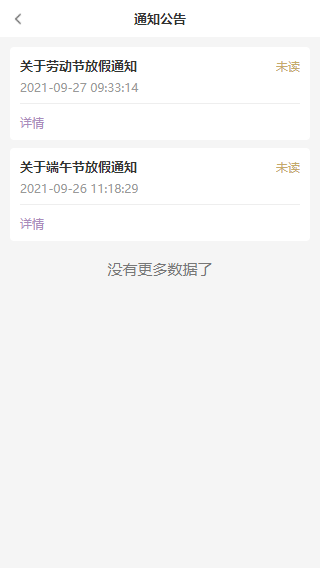 通知公告
关于劳动节放假通知 未读
2021-09-27 09:33:14
详情
关于端午节放假通知 未读
2021-09-26 11:18:29
详情
没有更多数据了